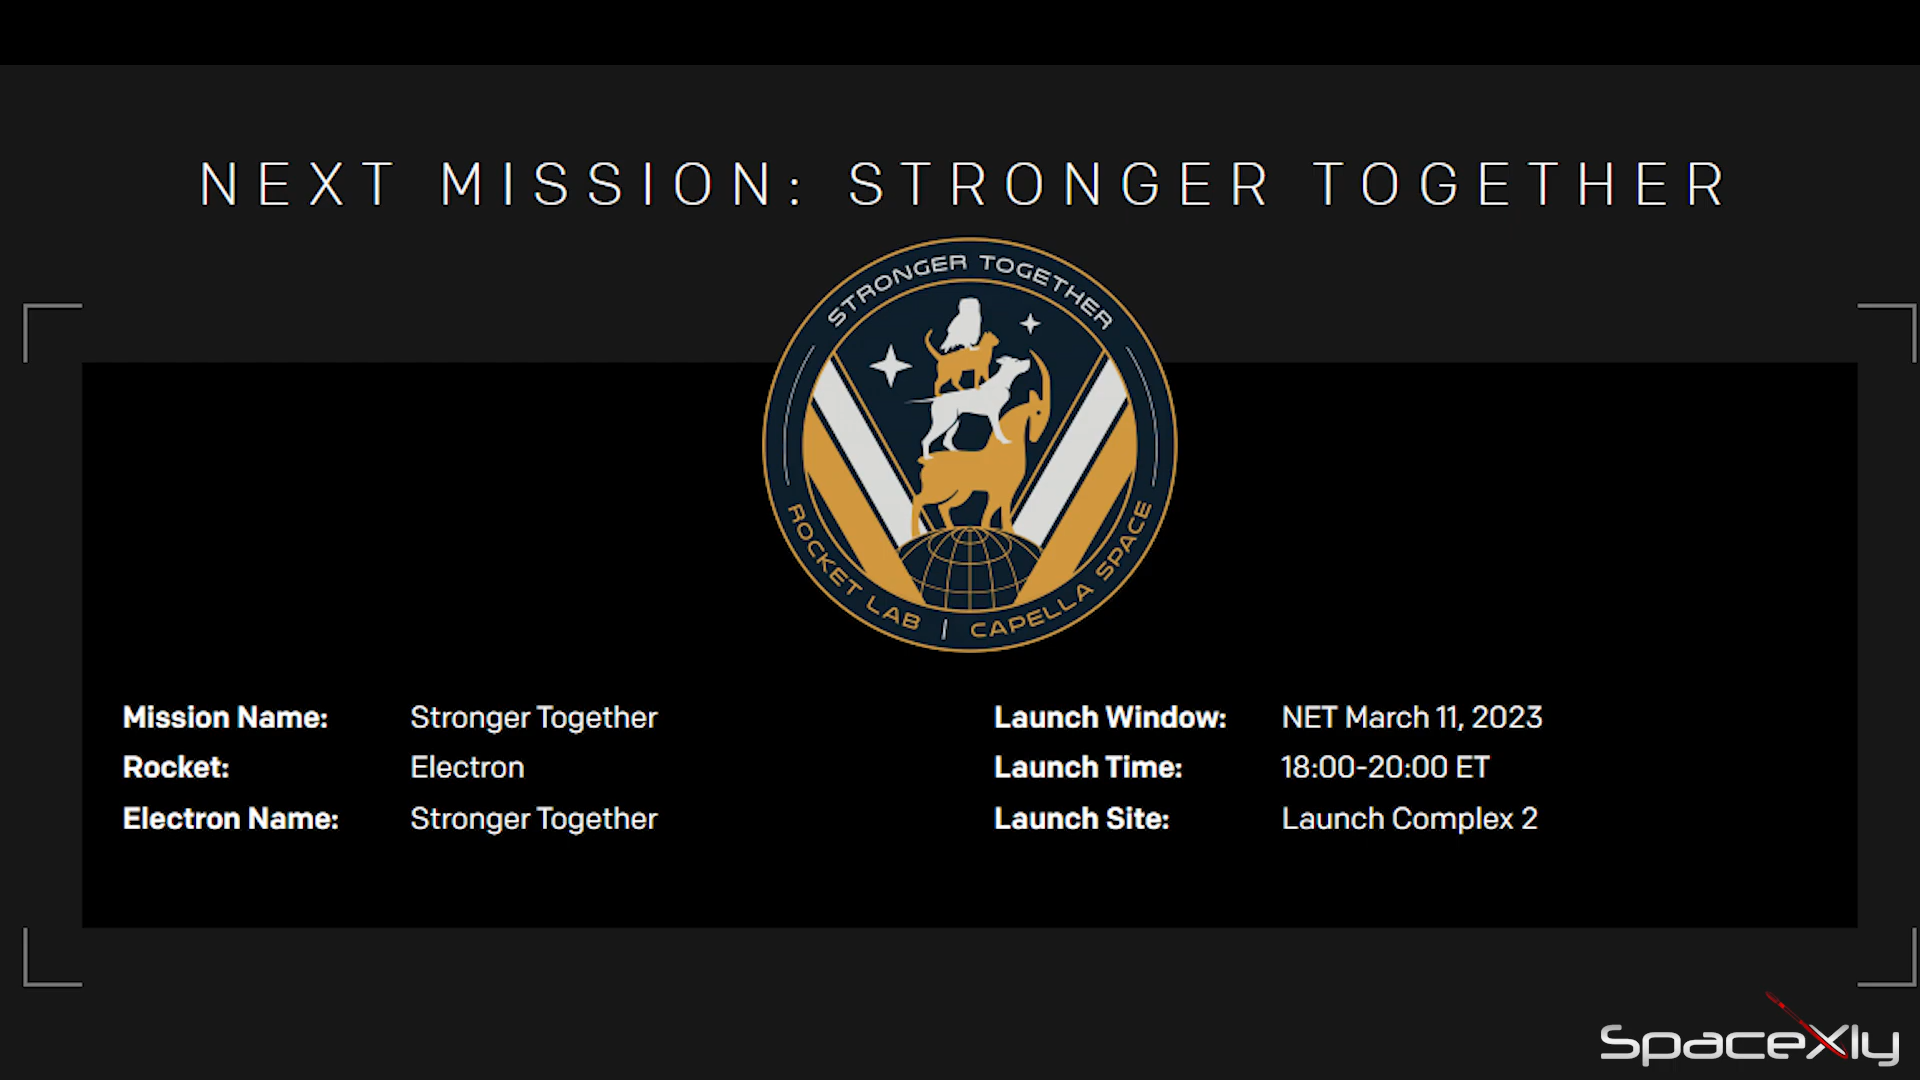 NEXT MISSION: STRONGER TOGETHER
STRONGER TOGETHER
ROCKET LAB | CAPELLA SPACE
Mission Name: Stronger Together
Rocket: Electron
Electron Name: Stronger Together
Launch Window: NET March 11, 2023
Launch Time: 18:00-20:00 ET
Launch Site: Launch Complex 2
SpaceXly